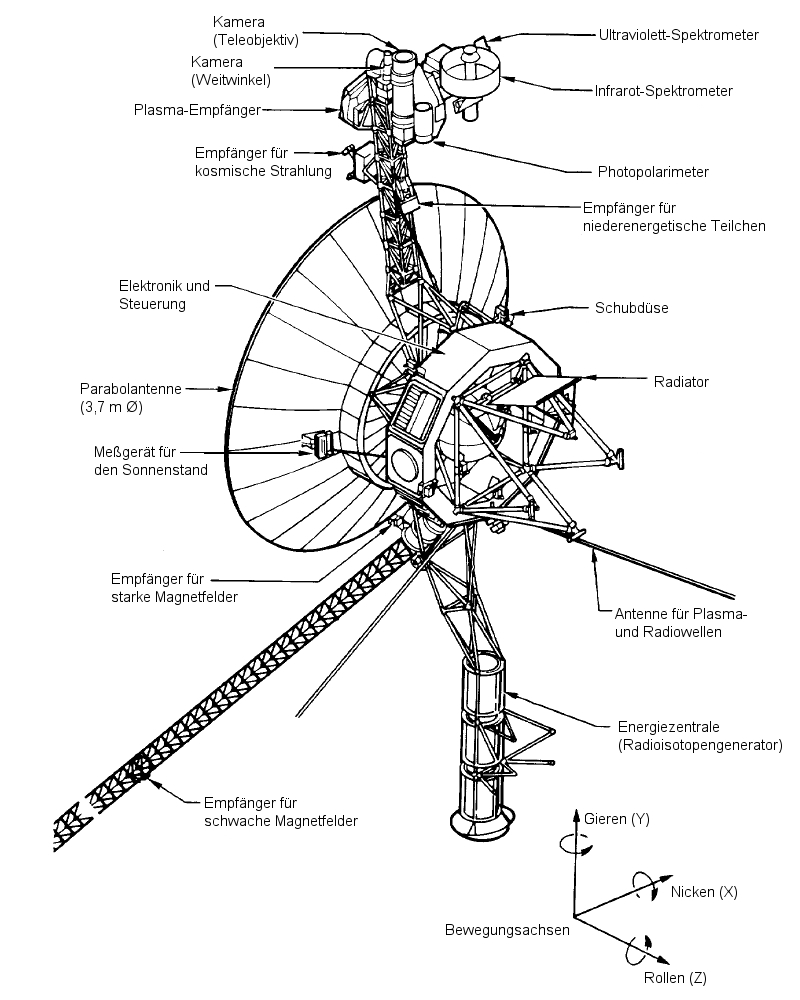 Kamera
(Teleobjektiv)
Ultraviolett-Spektrometer
Kamera
(Weitwinkel)
Infrarot-Spektrometer
Plasma-Empfänger
Empfänger für
kosmische Strahlung
Photopolarimeter
Empfänger für
niederenergetische Teilchen
Elektronik und
Steuerung
Schubdüse
Parabolantenne
(3,7 m Ø)
Radiator
Meßgerät für
den Sonnenstand
Empfänger für
starke Magnetfelder
Antenne für Plasma-
und Radiowellen
Energiezentrale
(Radioisotopengenerator)
Empfänger für
schwache Magnetfelder
Gieren (Y)
Nicken (X)
Bewegungsachsen
Rollen (Z)